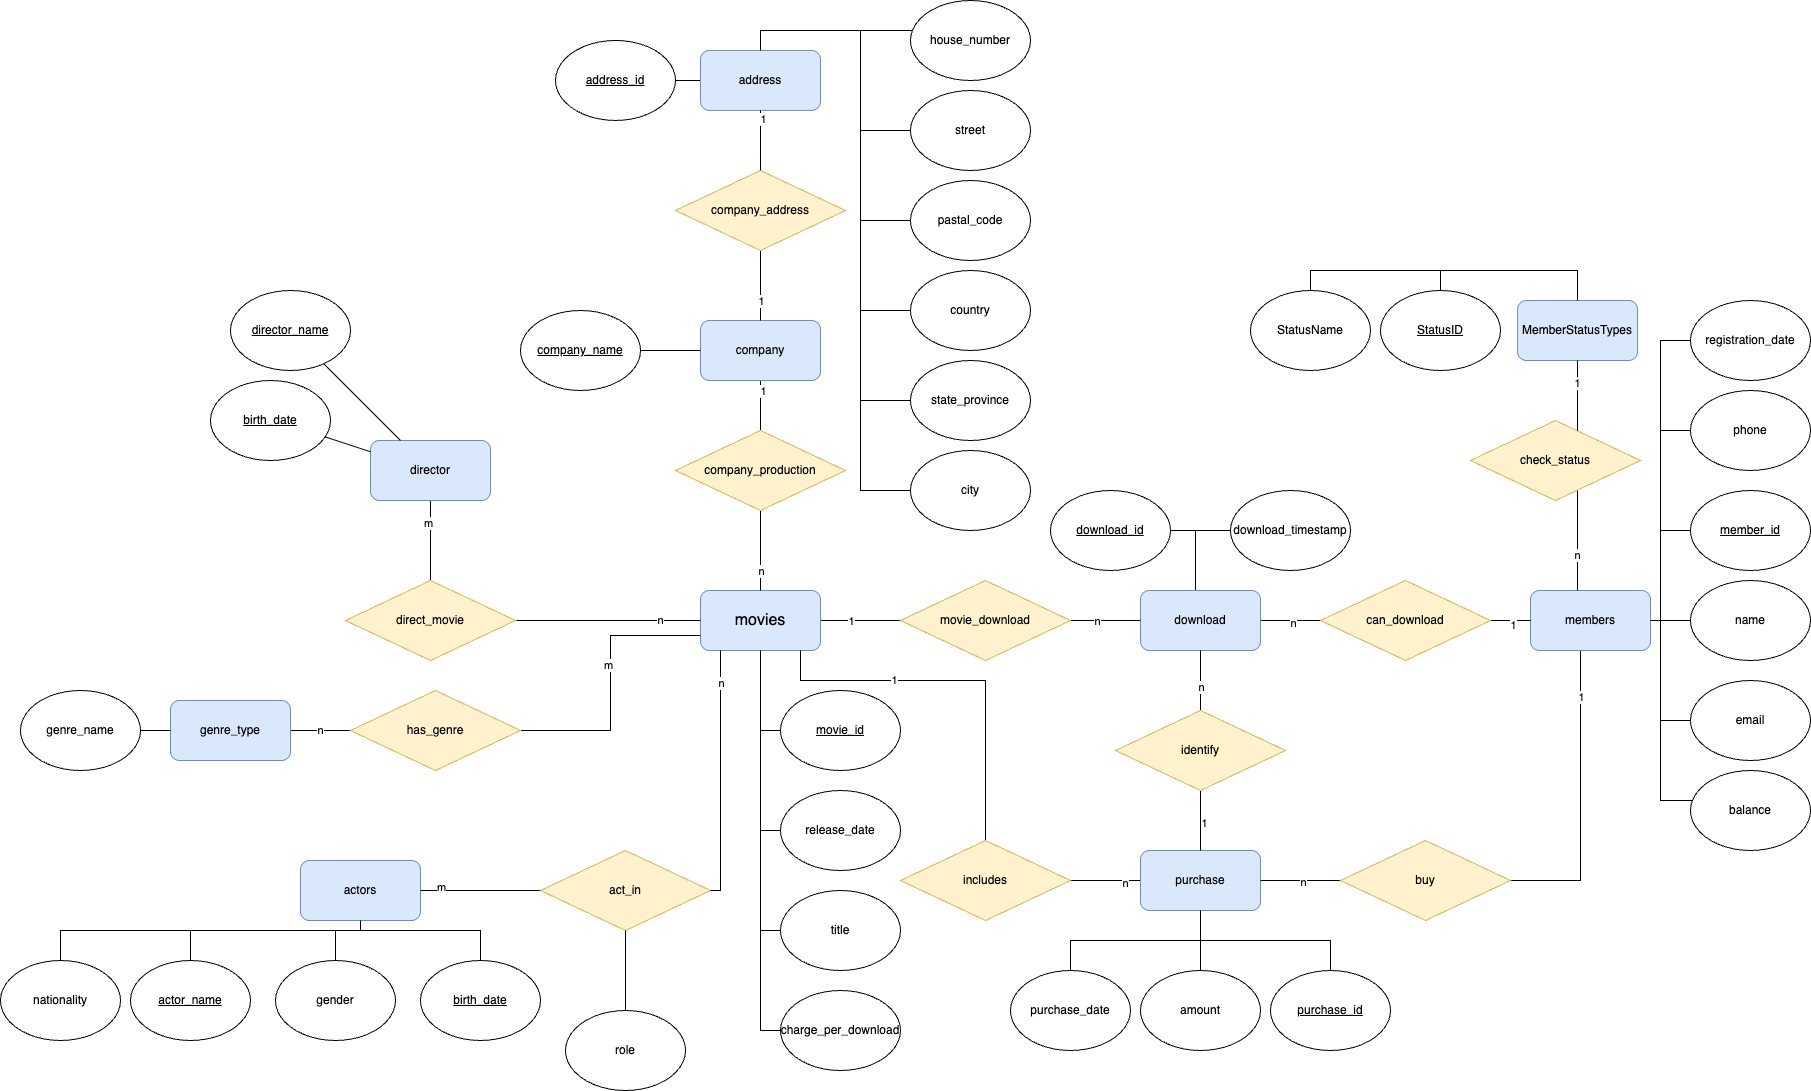 house_number
address_id
address
1
street
company_address
pastal_code
1
country
company_name
company
1
state_province
company_production
city
n
StatusName
StatusID
MemberStatusTypes
1
check_status
n
registration_date
phone
member_id
name
email
balance
director_name
birth_date
director
m
direct_movie
n
movies
1
movie_download
n
download_id
download_timestamp
download
n
can_download
1
members
1
m
n
1
n
genre_name
genre_type
n
has_genre
movie_id
identify
1
release_date
actors
m
act_in
includes
n
purchase
n
buy
title
nationality
actor_name
gender
birth_date
role
charge_per_download
purchase_date
amount
purchase_id